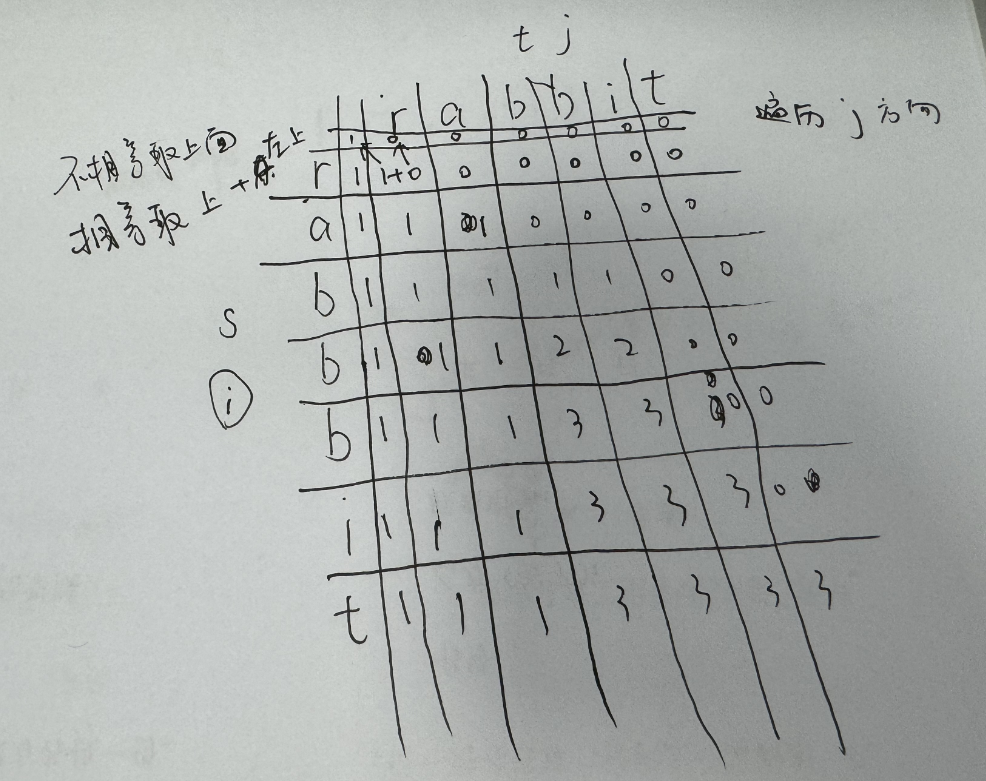 t j
r a b b i t
遍历 j 方向
1 0 0 0 0 0 0
不相等取上面
相等取上+左上
r 1 1+0 0 0 0 0 0
a 1 1 1 0 0 0 0
b 1 1 1 1 1 0 0
s
b 1 1 1 2 2 0 0
i
b 1 1 1 3 3 0 0
i 1 1 1 3 3 3 0
t 1 1 1 3 3 3 3